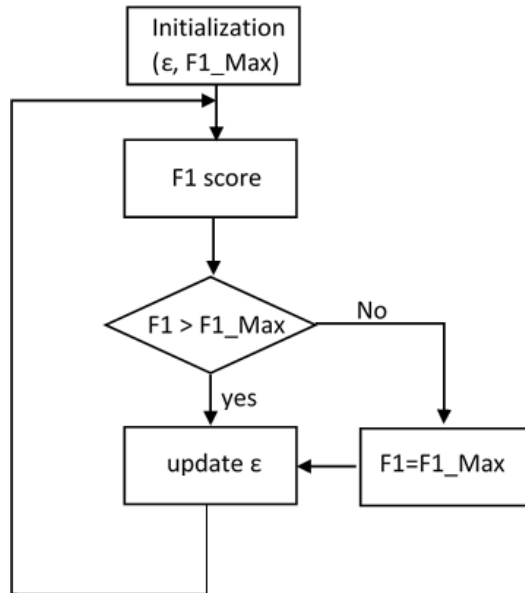 Initialization
(ε, F1_Max)
F1 score
F1 > F1_Max
No
yes
update ε
F1=F1_Max